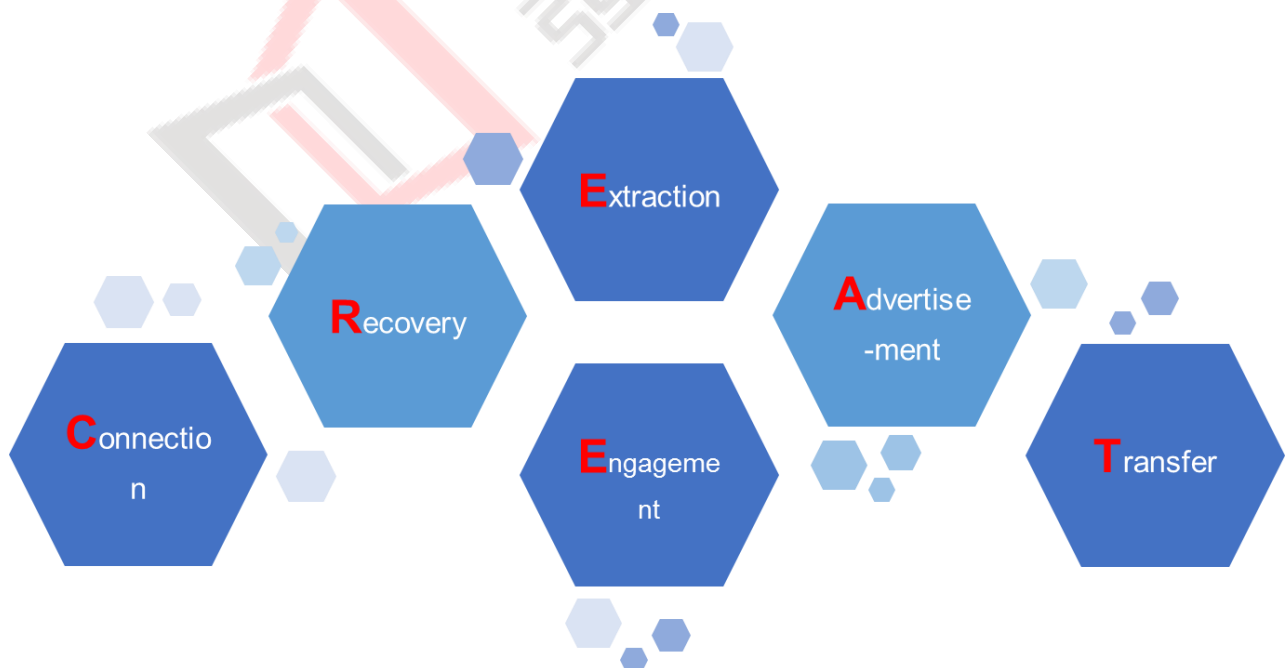 Extraction
Recovery
Advertise
-ment
Connectio
n
Engageme
nt
Transfer